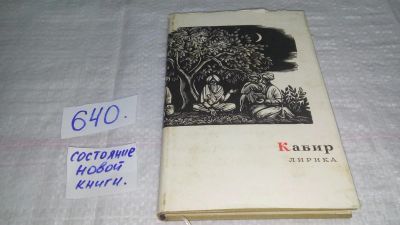 640.
состояние
новой
книги.
Кабир
ЛИРИКА